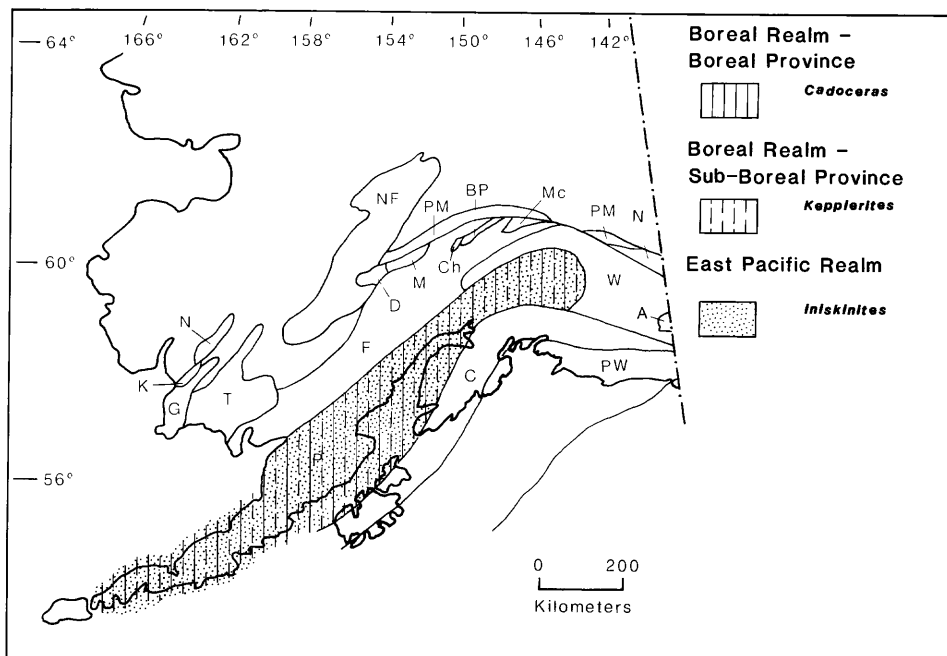 64° 166° 162° 158° 154° 150° 146° 142°
Boreal Realm –
Boreal Province
Cadoceras
Boreal Realm –
Sub-Boreal Province
Kepplerites
East Pacific Realm
Iniskinites
NF PM BP Mc PM N
60°
Ch M D W
N A
K F
G T C PW
P
56°
0 200
Kilometers